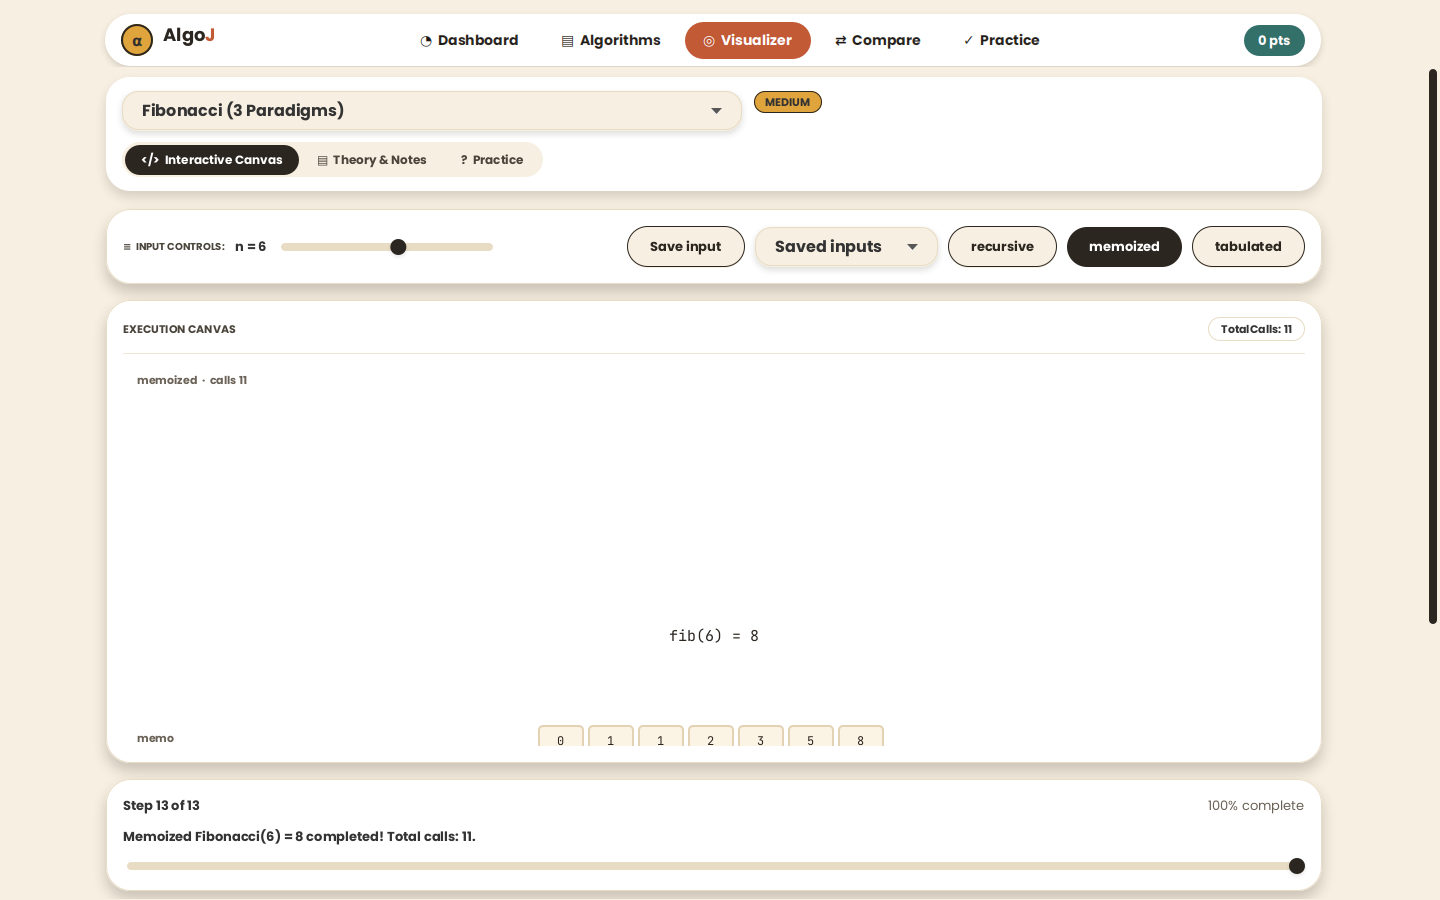 α AlgoJ
Dashboard Algorithms Visualizer Compare Practice 0 pts
Fibonacci (3 Paradigms) MEDIUM
</> Interactive Canvas Theory & Notes ? Practice
INPUT CONTROLS: n = 6 Save input Saved inputs recursive memoized tabulated
EXECUTION CANVAS TotalCalls: 11
memoized · calls 11
fib(6) = 8
memo 0 1 1 2 3 5 8
Step 13 of 13 100% complete
Memoized Fibonacci(6) = 8 completed! Total calls: 11.